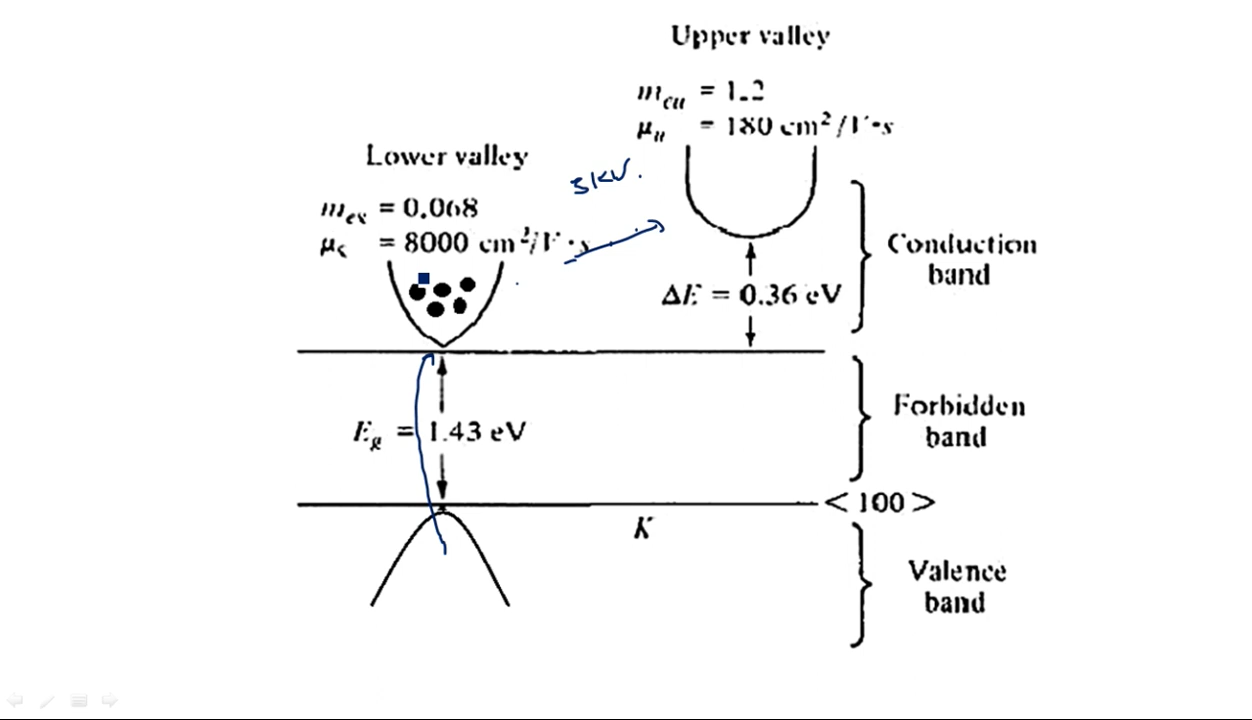 Upper valley
m_eu = 1.2
μ_u = 180 cm²/V·s
Lower valley
3kV.
m_eℓ = 0.068
μ_ℓ = 8000 cm²/V·s
Conduction
band
ΔE = 0.36 eV
Forbidden
band
E_g = 1.43 eV
<100>
K
Valence
band